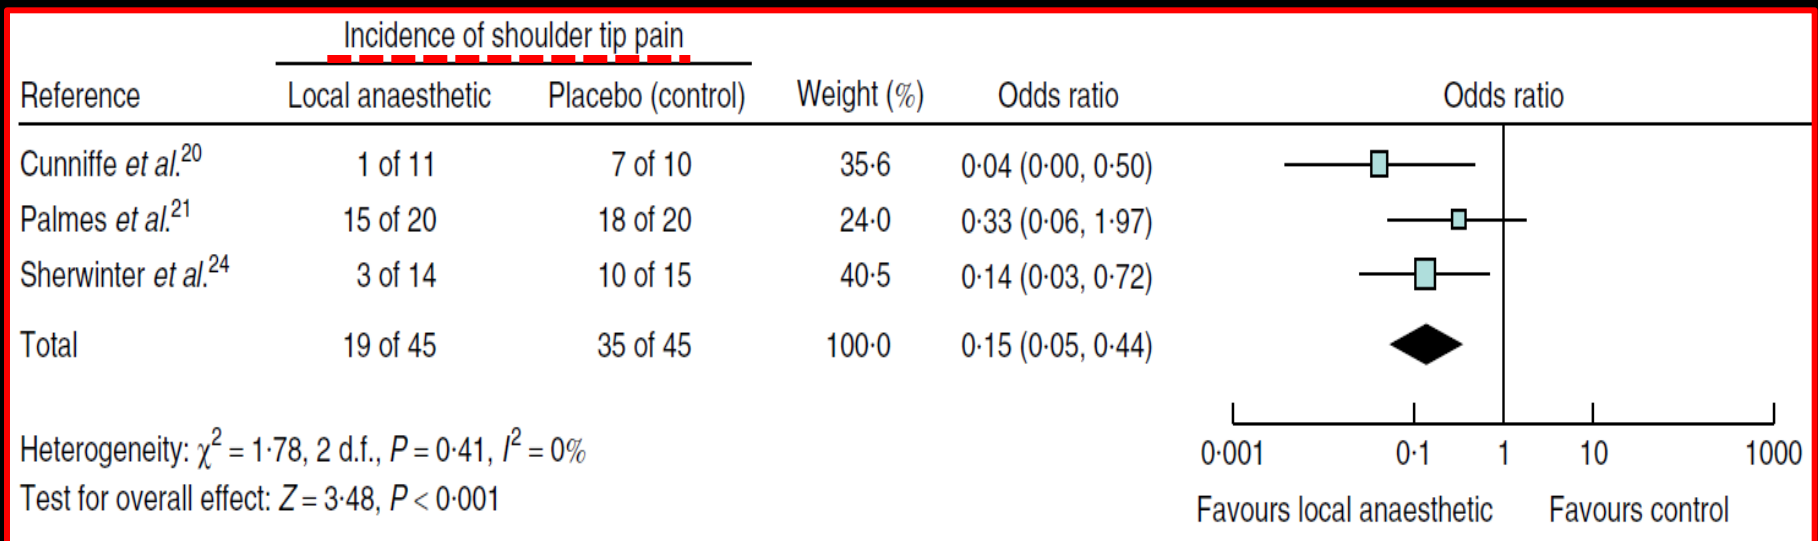 Incidence of shoulder tip pain
Reference Local anaesthetic Placebo (control) Weight (%) Odds ratio Odds ratio
Cunniffe et al.20 1 of 11 7 of 10 35·6 0·04 (0·00, 0·50)
Palmes et al.21 15 of 20 18 of 20 24·0 0·33 (0·06, 1·97)
Sherwinter et al.24 3 of 14 10 of 15 40·5 0·14 (0·03, 0·72)
Total 19 of 45 35 of 45 100·0 0·15 (0·05, 0·44)
Heterogeneity: χ2 = 1·78, 2 d.f., P = 0·41, I2 = 0%
Test for overall effect: Z = 3·48, P < 0·001
0·001 0·1 1 10 1000
Favours local anaesthetic Favours control